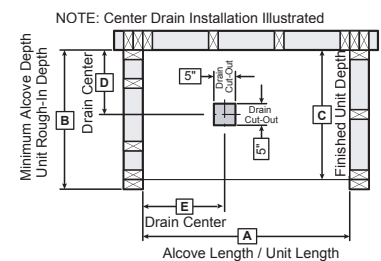 NOTE: Center Drain Installation Illustrated
Minimum Alcove Depth
Unit Rough-In Depth
B
Drain Center
D
5"
Drain
Cut-Out
Drain
Cut-Out
5"
C
Finished Unit Depth
E
Drain Center
A
Alcove Length / Unit Length